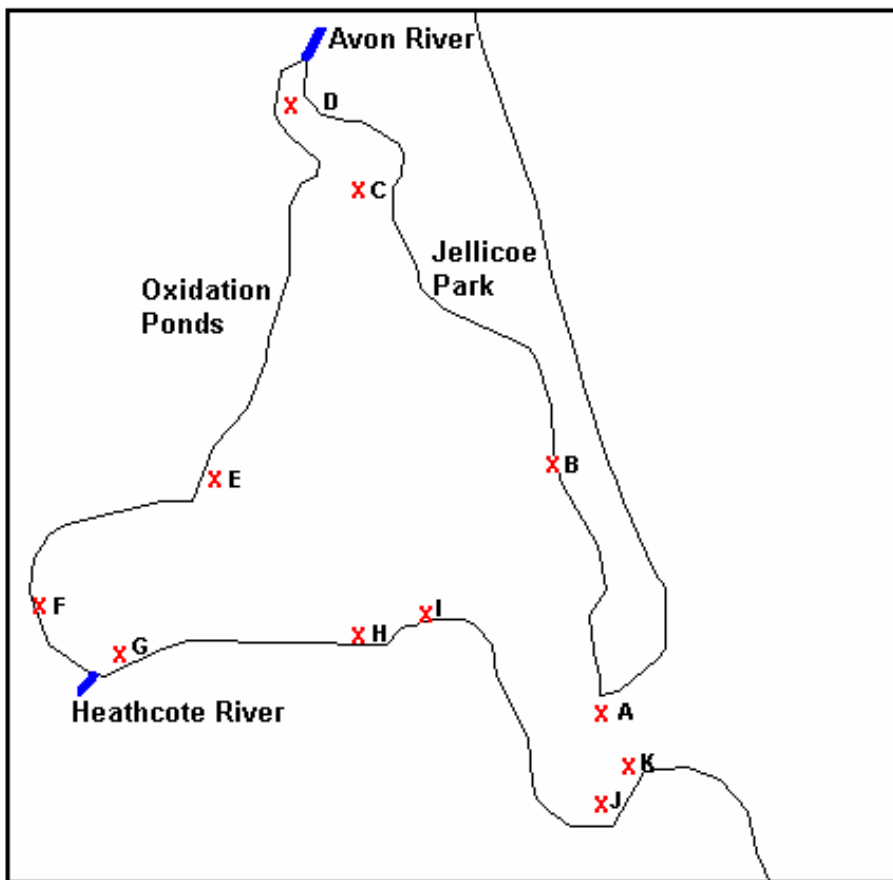 Avon River
D
C
Jellicoe
Park
Oxidation
Ponds
B
E
F
I
H
G
Heathcote River
A
K
J